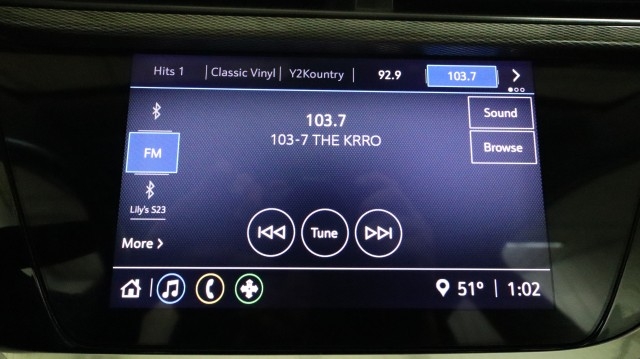 Hits 1 Classic Vinyl Y2Kountry 92.9 103.7
103.7
103-7 THE KRRO
Sound
Browse
FM
Lily's S23
More >
Tune
51° 1:02